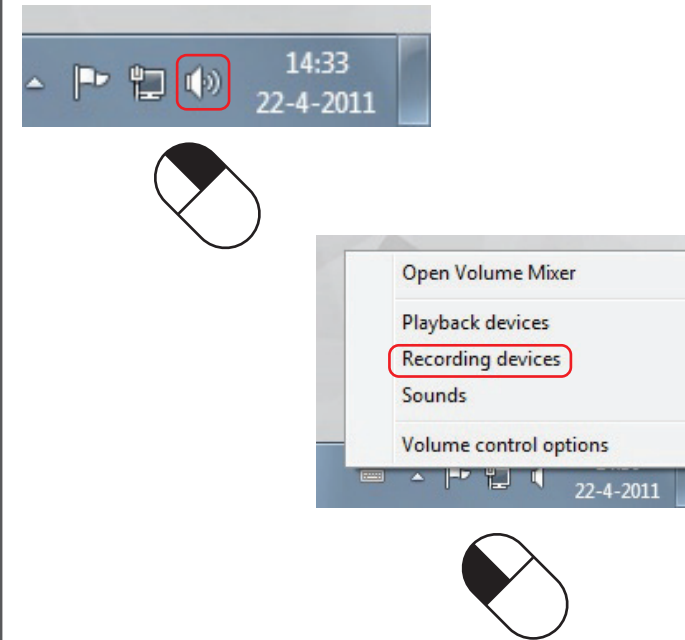 14:33
22-4-2011
Open Volume Mixer
Playback devices
Recording devices
Sounds
Volume control options
22-4-2011